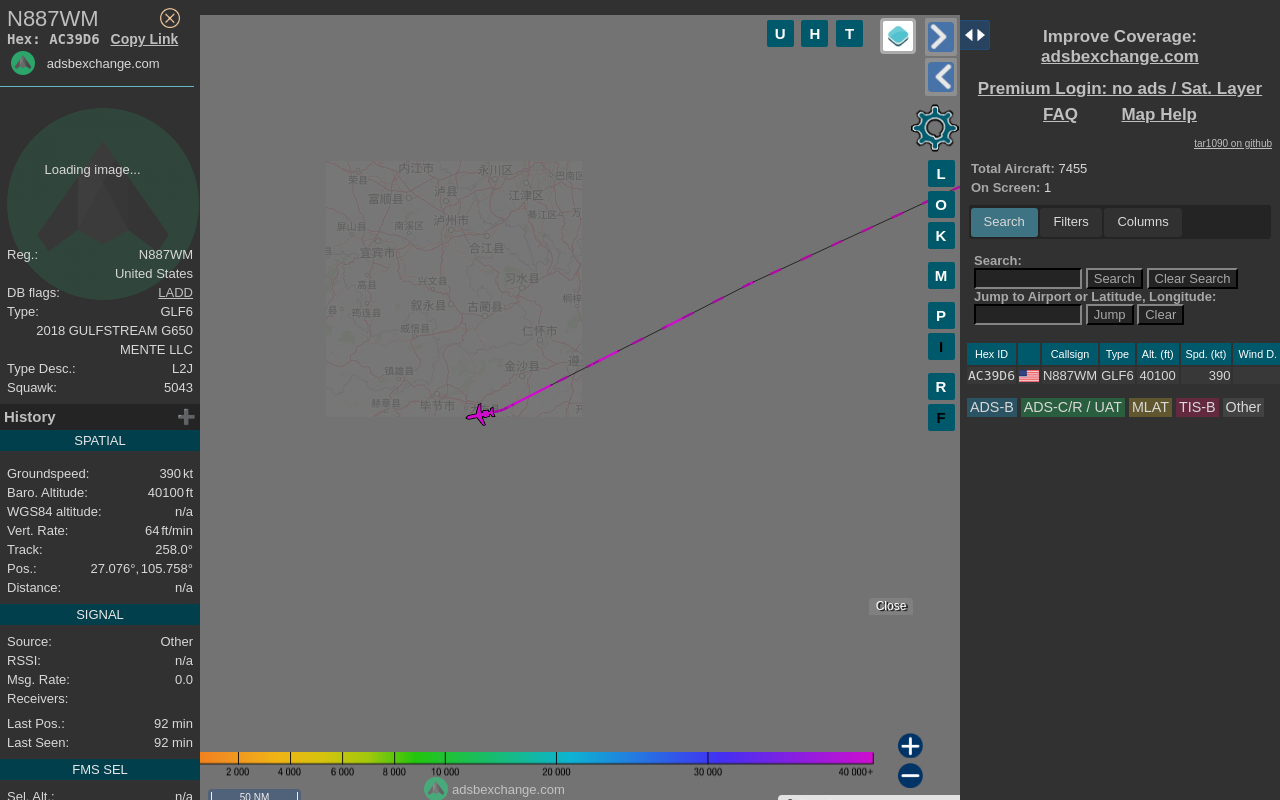 N887WM
Hex: AC39D6 Copy Link
adsbexchange.com
Loading image...
Reg.: N887WM
United States
DB flags: LADD
Type: GLF6
2018 GULFSTREAM G650
MENTE LLC
Type Desc.: L2J
Squawk: 5043
History
SPATIAL
Groundspeed: 390 kt
Baro. Altitude: 40100 ft
WGS84 altitude: n/a
Vert. Rate: 64 ft/min
Track: 258.0°
Pos.: 27.076°, 105.758°
Distance: n/a
SIGNAL
Source: Other
RSSI: n/a
Msg. Rate: 0.0
Receivers:
Last Pos.: 92 min
Last Seen: 92 min
FMS SEL
Sel. Alt.: n/a
U H T
内江市 永川区
荣县 巴南区
泸县 江津区
富顺县
綦江区 万
屏山县 南溪区 泸州市
宜宾市 合江县
高县 兴文县 习水县
叙永县 古蔺县 桐梓
筠连县
威信县 仁怀市
镇雄县 金沙县 遵
赫章县 毕节市
L
O
K
M
P
I
R
F
Close
2 000 4 000 6 000 8 000 10 000 20 000 30 000 40 000+
adsbexchange.com
50 NM
Improve Coverage:
adsbexchange.com
Premium Login: no ads / Sat. Layer
FAQ Map Help
tar1090 on github
Total Aircraft: 7455
On Screen: 1
Search Filters Columns
Search:
Search Clear Search
Jump to Airport or Latitude, Longitude:
Jump Clear
Hex ID Callsign Type Alt. (ft) Spd. (kt) Wind D.
AC39D6 N887WM GLF6 40100 390
ADS-B ADS-C/R / UAT MLAT TIS-B Other